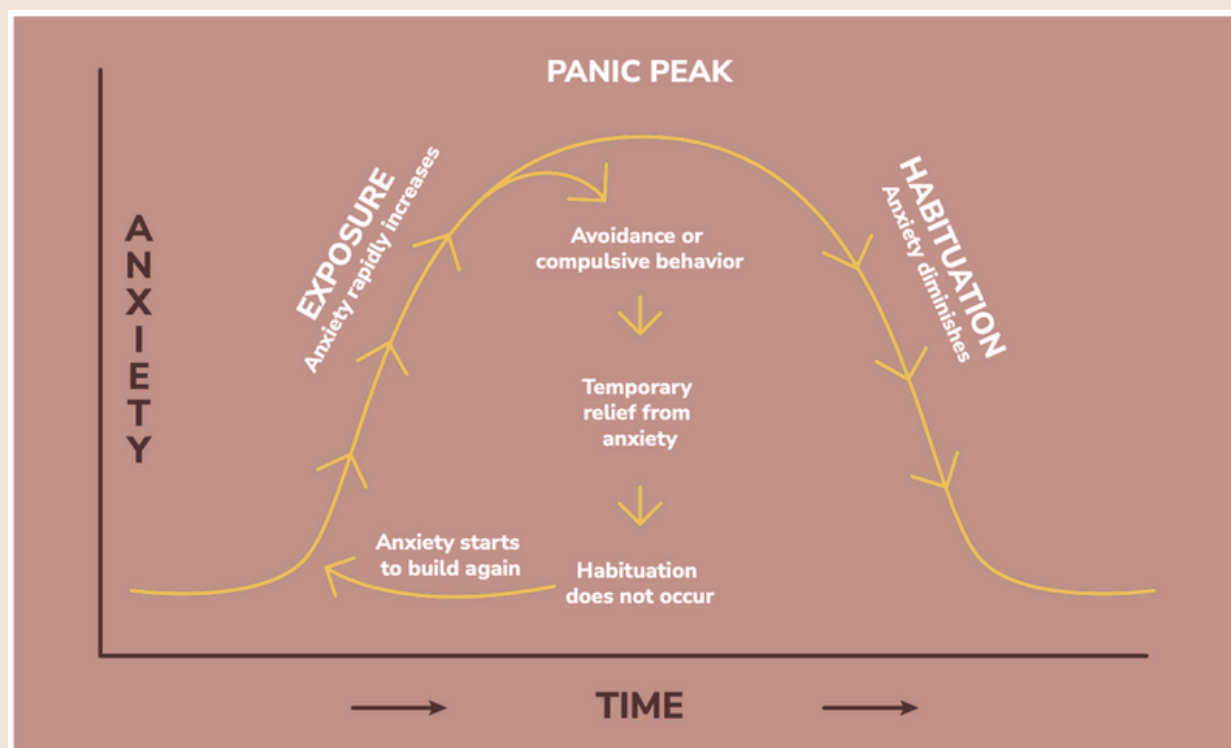 PANIC PEAK
ANXIETY
EXPOSURE
Anxiety rapidly increases
Avoidance or
compulsive behavior
Temporary
relief from
anxiety
Habituation
does not occur
Anxiety starts
to build again
HABITUATION
Anxiety diminishes
TIME